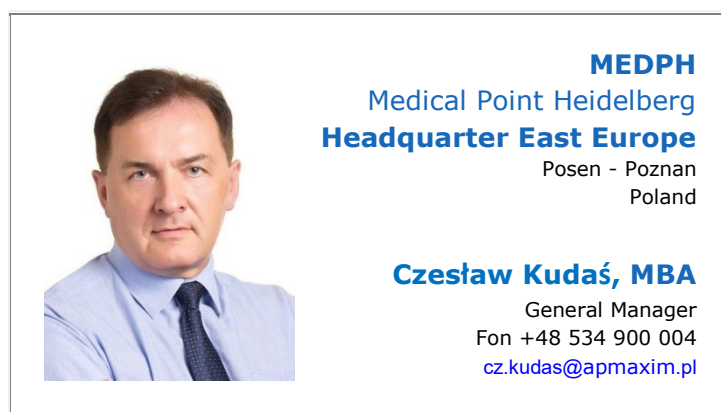 MEDPH
Medical Point Heidelberg
Headquarter East Europe
Posen - Poznan
Poland
Czesław Kudaś, MBA
General Manager
Fon +48 534 900 004
cz.kudas@apmaxim.pl